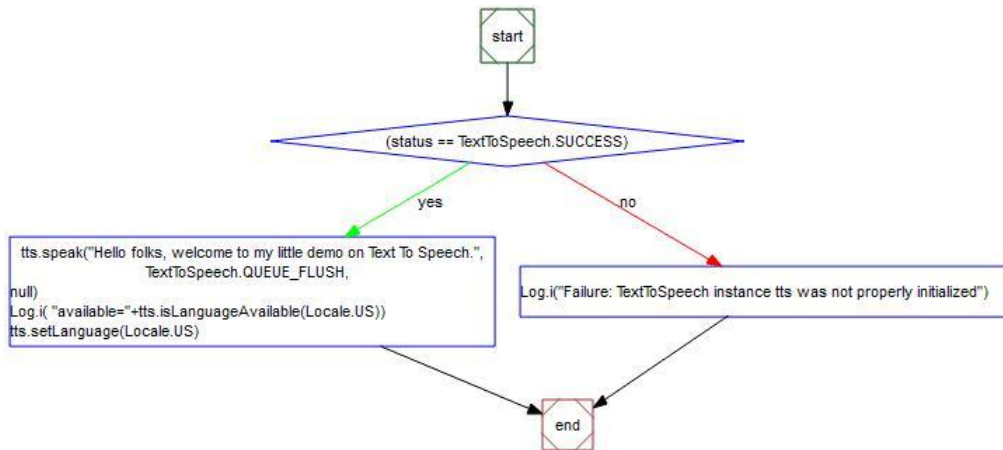 start
(status == TextToSpeech.SUCCESS)
yes
no
tts.speak("Hello folks, welcome to my little demo on Text To Speech.",
TextToSpeech.QUEUE_FLUSH,
null)
Log.i( "available="+tts.isLanguageAvailable(Locale.US))
tts.setLanguage(Locale.US)
Log.i("Failure: TextToSpeech instance tts was not properly initialized")
end